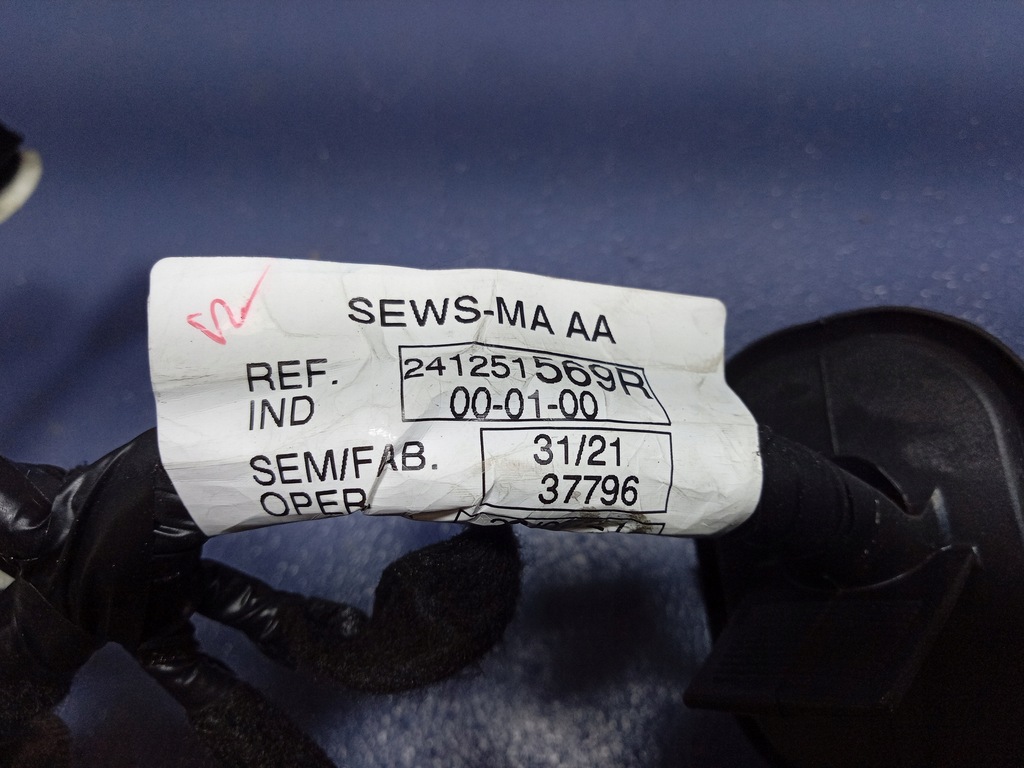 SEWS-MA AA
REF. 241251569R
IND 00-01-00
SEM/FAB. 31/21
OPER 37796